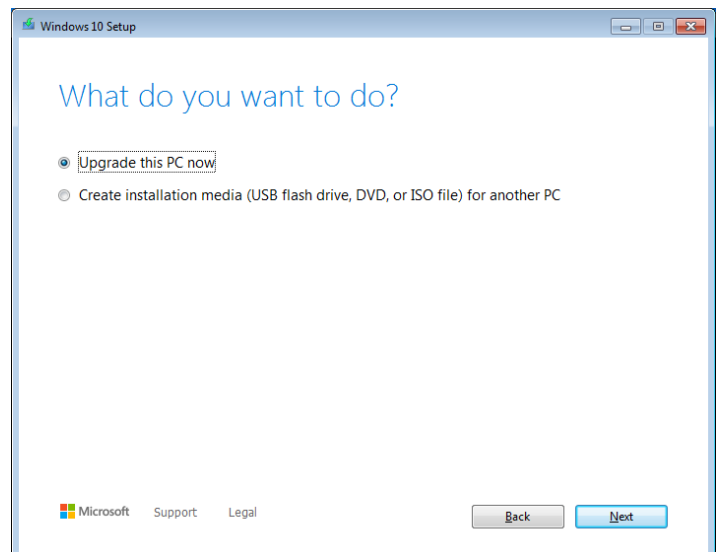 Windows 10 Setup
What do you want to do?
Upgrade this PC now
Create installation media (USB flash drive, DVD, or ISO file) for another PC
Microsoft Support Legal Back Next